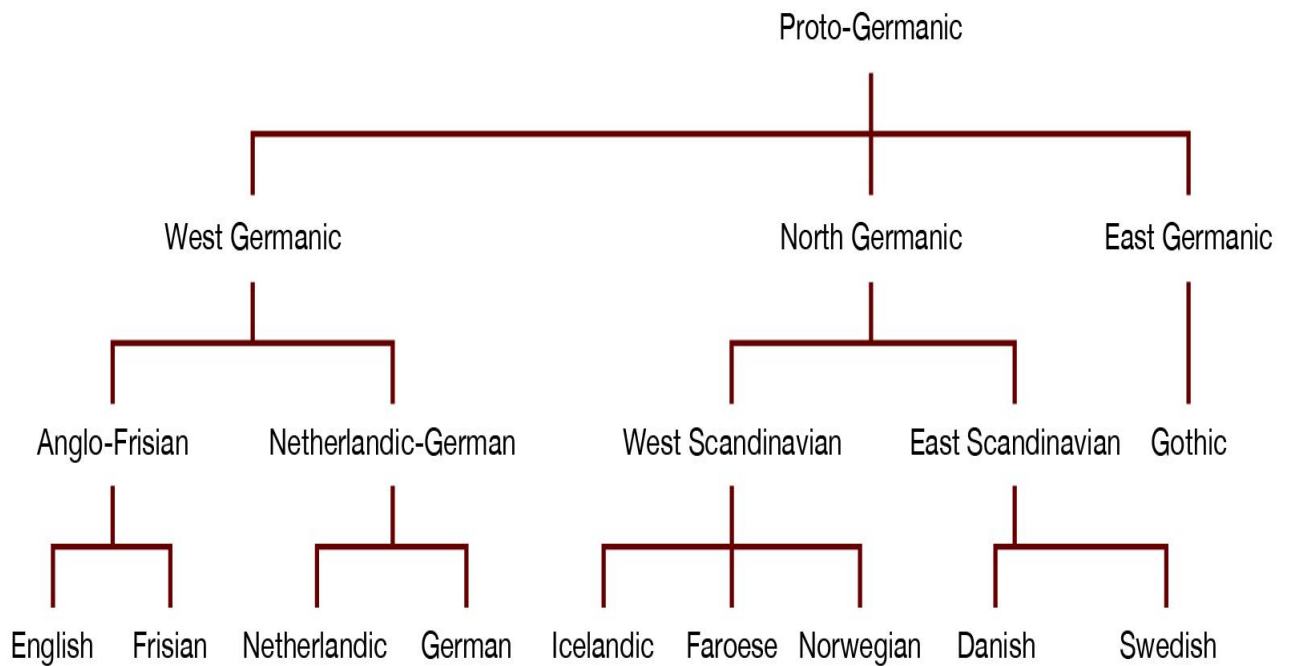 Proto-Germanic
West Germanic North Germanic East Germanic
Anglo-Frisian Netherlandic-German West Scandinavian East Scandinavian Gothic
English Frisian Netherlandic German Icelandic Faroese Norwegian Danish Swedish